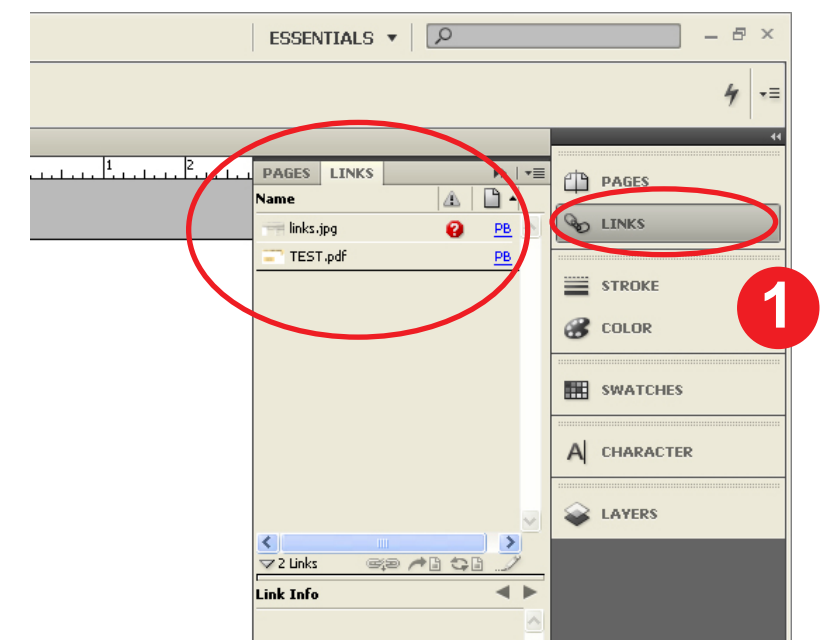 ESSENTIALS
1 2
PAGES LINKS
Name
links.jpg PB
TEST.pdf PB
2 Links
Link Info
PAGES
LINKS
STROKE
COLOR
1
SWATCHES
A CHARACTER
LAYERS